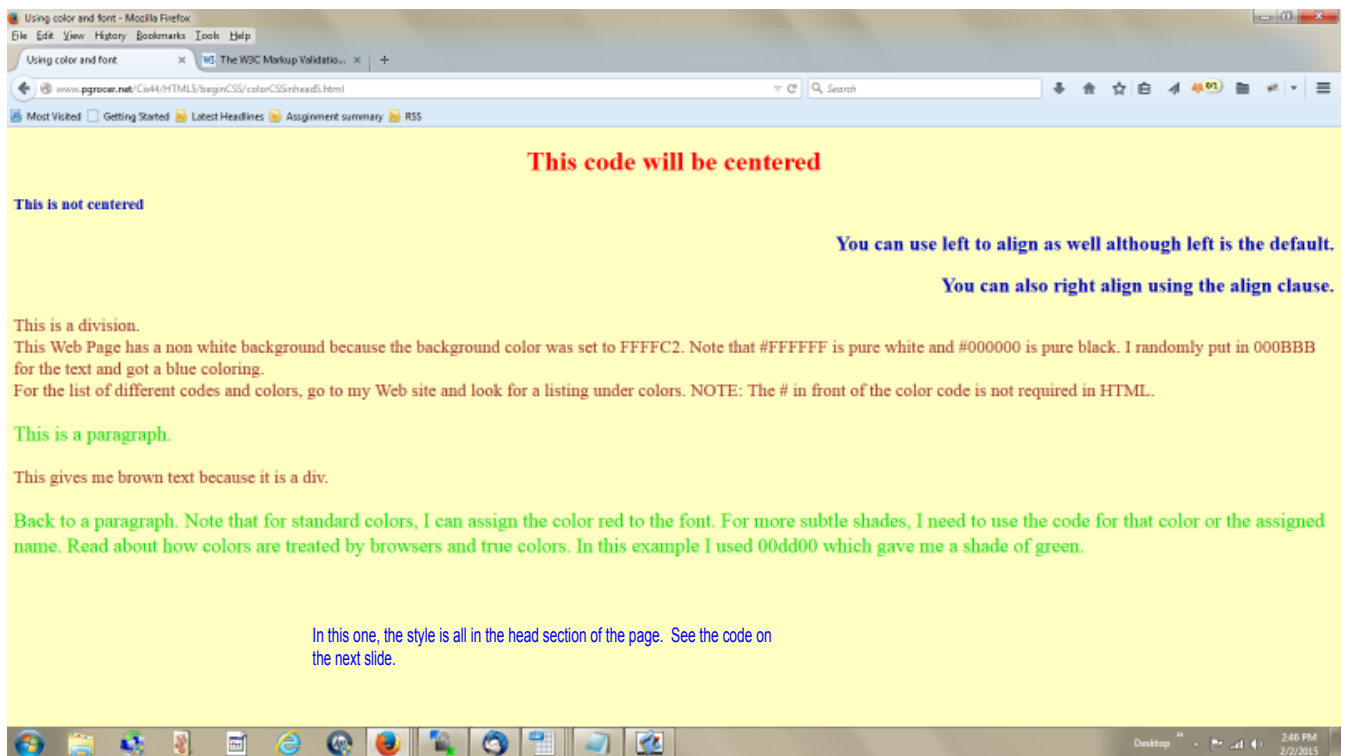 Using color and font - Mozilla Firefox
File Edit View History Bookmarks Tools Help
Using color and font × W3 The W3C Markup Validatio... × +
www.pgrocer.net/Cis44/HTML5/beginCSS/colorCSSinhead5.html Search
Most Visited Getting Started Latest Headlines Assginment summary RSS
This code will be centered
This is not centered
You can use left to align as well although left is the default.
You can also right align using the align clause.
This is a division.
This Web Page has a non white background because the background color was set to FFFFC2. Note that #FFFFFF is pure white and #000000 is pure black. I randomly put in 000BBB
for the text and got a blue coloring.
For the list of different codes and colors, go to my Web site and look for a listing under colors. NOTE: The # in front of the color code is not required in HTML.
This is a paragraph.
This gives me brown text because it is a div.
Back to a paragraph. Note that for standard colors, I can assign the color red to the font. For more subtle shades, I need to use the code for that color or the assigned
name. Read about how colors are treated by browsers and true colors. In this example I used 00dd00 which gave me a shade of green.
In this one, the style is all in the head section of the page. See the code on
the next slide.
Desktop 2:46 PM
2/2/2015